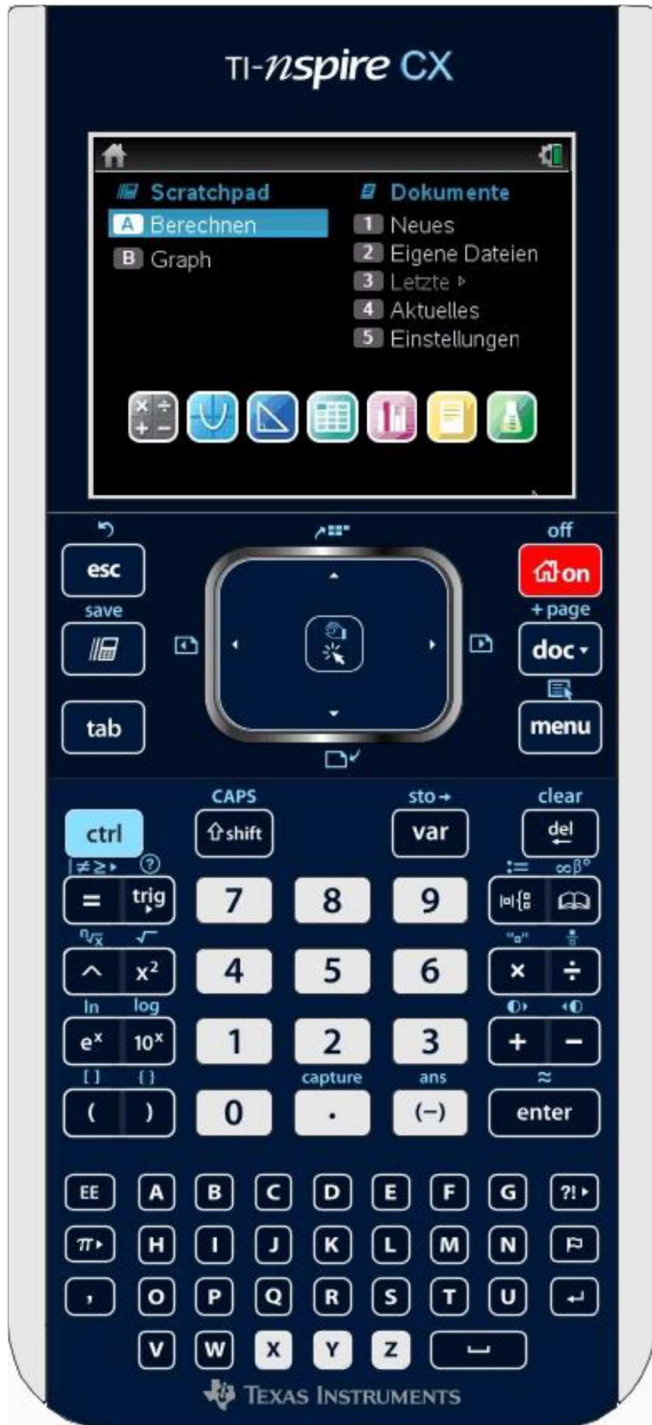 TI-nspire CX
Scratchpad Dokumente
A Berechnen 1 Neues
B Graph 2 Eigene Dateien
3 Letzte ▹
4 Aktuelles
5 Einstellungen
× ÷
+ −
off
esc on
save + page
doc ▾
tab menu
CAPS sto → clear
ctrl ⇧shift var del ←
| ≠ ≥ ▸ ? := ∞ β °
= trig 7 8 9 |▫|{
ⁿ√x √ "▫" ▫/▫
^ x² 4 5 6 × ÷
ln log
eˣ 10ˣ 1 2 3 + −
[ ] { } capture ans ≈
( ) 0 . (−) enter
EE A B C D E F G ?! ▸
π ▸ H I J K L M N
, O P Q R S T U ↵
V W X Y Z ␣
TEXAS INSTRUMENTS